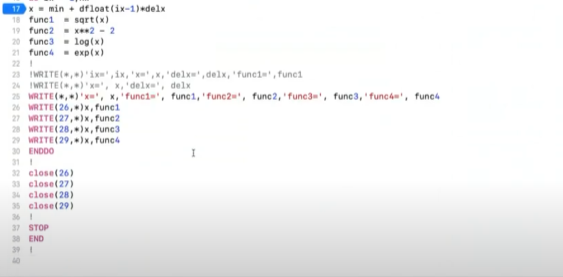 17 x = min + dfloat(ix-1)*delx
18 func1 = sqrt(x)
19 func2 = x**2 - 2
20 func3 = log(x)
21 func4 = exp(x)
22 !
23 !WRITE(*,*)'ix=',ix,'x=',x,'delx=',delx,'func1=',func1
24 !WRITE(*,*)'x=', x,'delx=', delx
25 WRITE(*,*)'x=', x,'func1=', func1,'func2=', func2,'func3=', func3,'func4=', func4
26 WRITE(26,*)x,func1
27 WRITE(27,*)x,func2
28 WRITE(28,*)x,func3
29 WRITE(29,*)x,func4
30 ENDDO
31 !
32 close(26)
33 close(27)
34 close(28)
35 close(29)
36 !
37 STOP
38 END
39 !
40